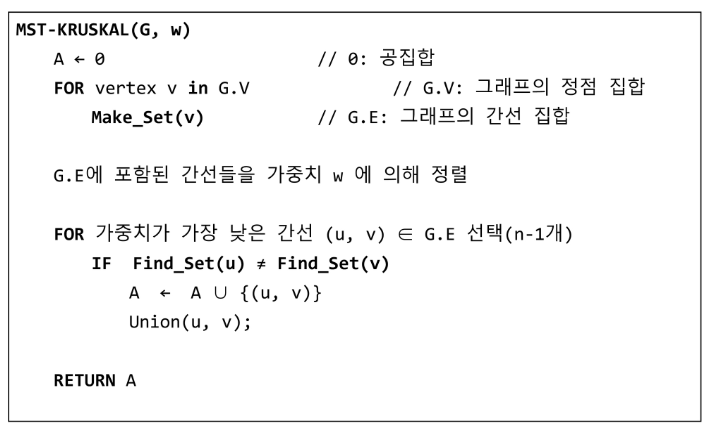 MST-KRUSKAL(G, w)
A ← 0 // 0: 공집합
FOR vertex v in G.V // G.V: 그래프의 정점 집합
Make_Set(v) // G.E: 그래프의 간선 집합
G.E에 포함된 간선들을 가중치 w 에 의해 정렬
FOR 가중치가 가장 낮은 간선 (u, v) ∈ G.E 선택(n-1개)
IF Find_Set(u) ≠ Find_Set(v)
A ← A ∪ {(u, v)}
Union(u, v);
RETURN A